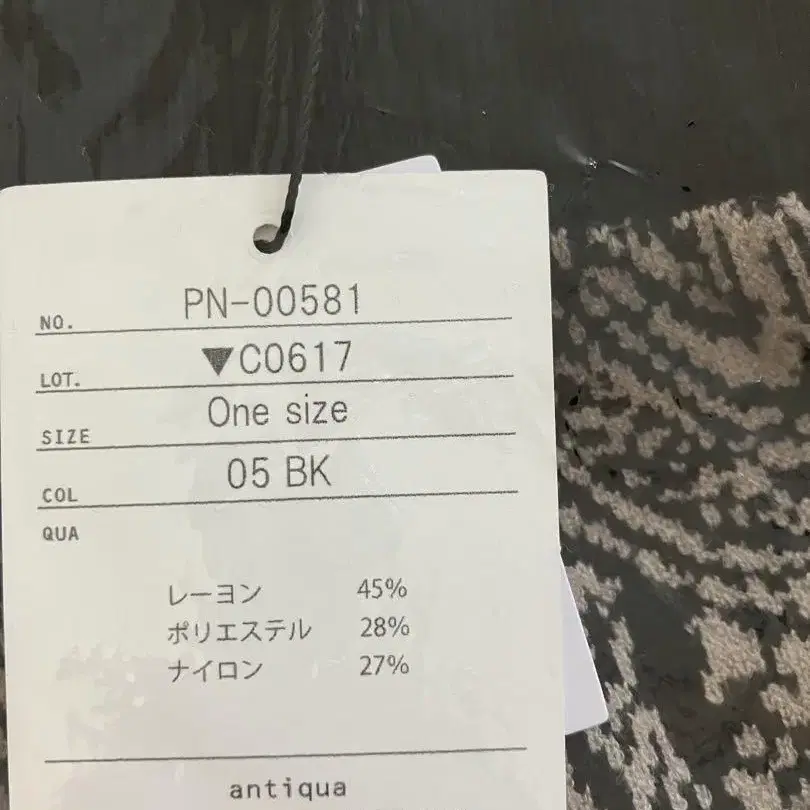 NO. PN-00581
LOT. ▼C0617
SIZE One size
COL 05 BK
QUA
レーヨン 45%
ポリエステル 28%
ナイロン 27%
antiqua